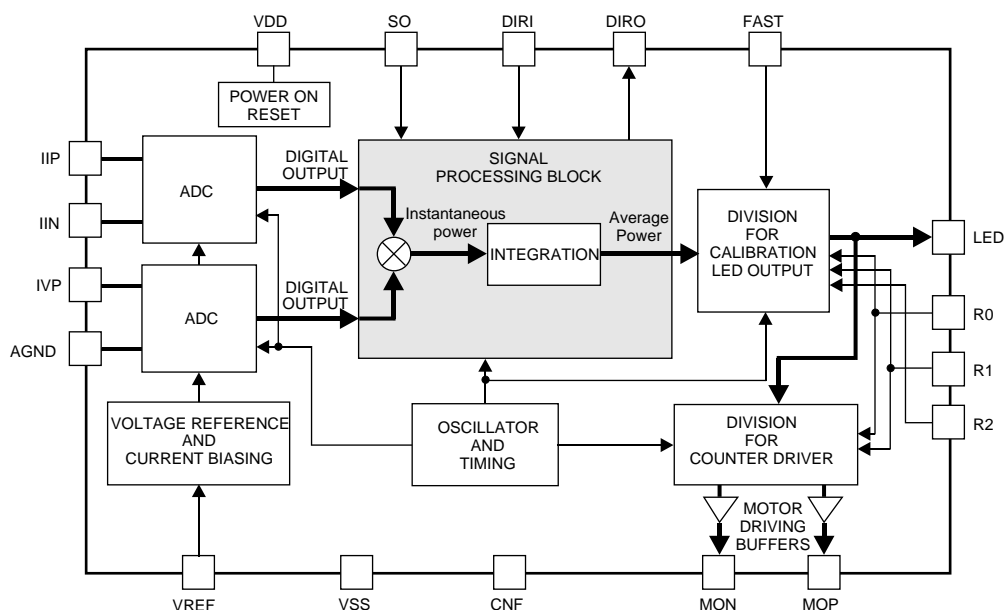 VDD
SO
DIRI
DIRO
FAST
POWER ON
RESET
IIP
IIN
IVP
AGND
ADC
ADC
DIGITAL
OUTPUT
DIGITAL
OUTPUT
SIGNAL
PROCESSING BLOCK
Instantaneous
power
INTEGRATION
Average
Power
DIVISION
FOR
CALIBRATION
LED OUTPUT
LED
R0
R1
R2
VOLTAGE REFERENCE
AND
CURRENT BIASING
OSCILLATOR
AND
TIMING
DIVISION
FOR
COUNTER DRIVER
MOTOR
DRIVING
BUFFERS
VREF
VSS
CNF
MON
MOP